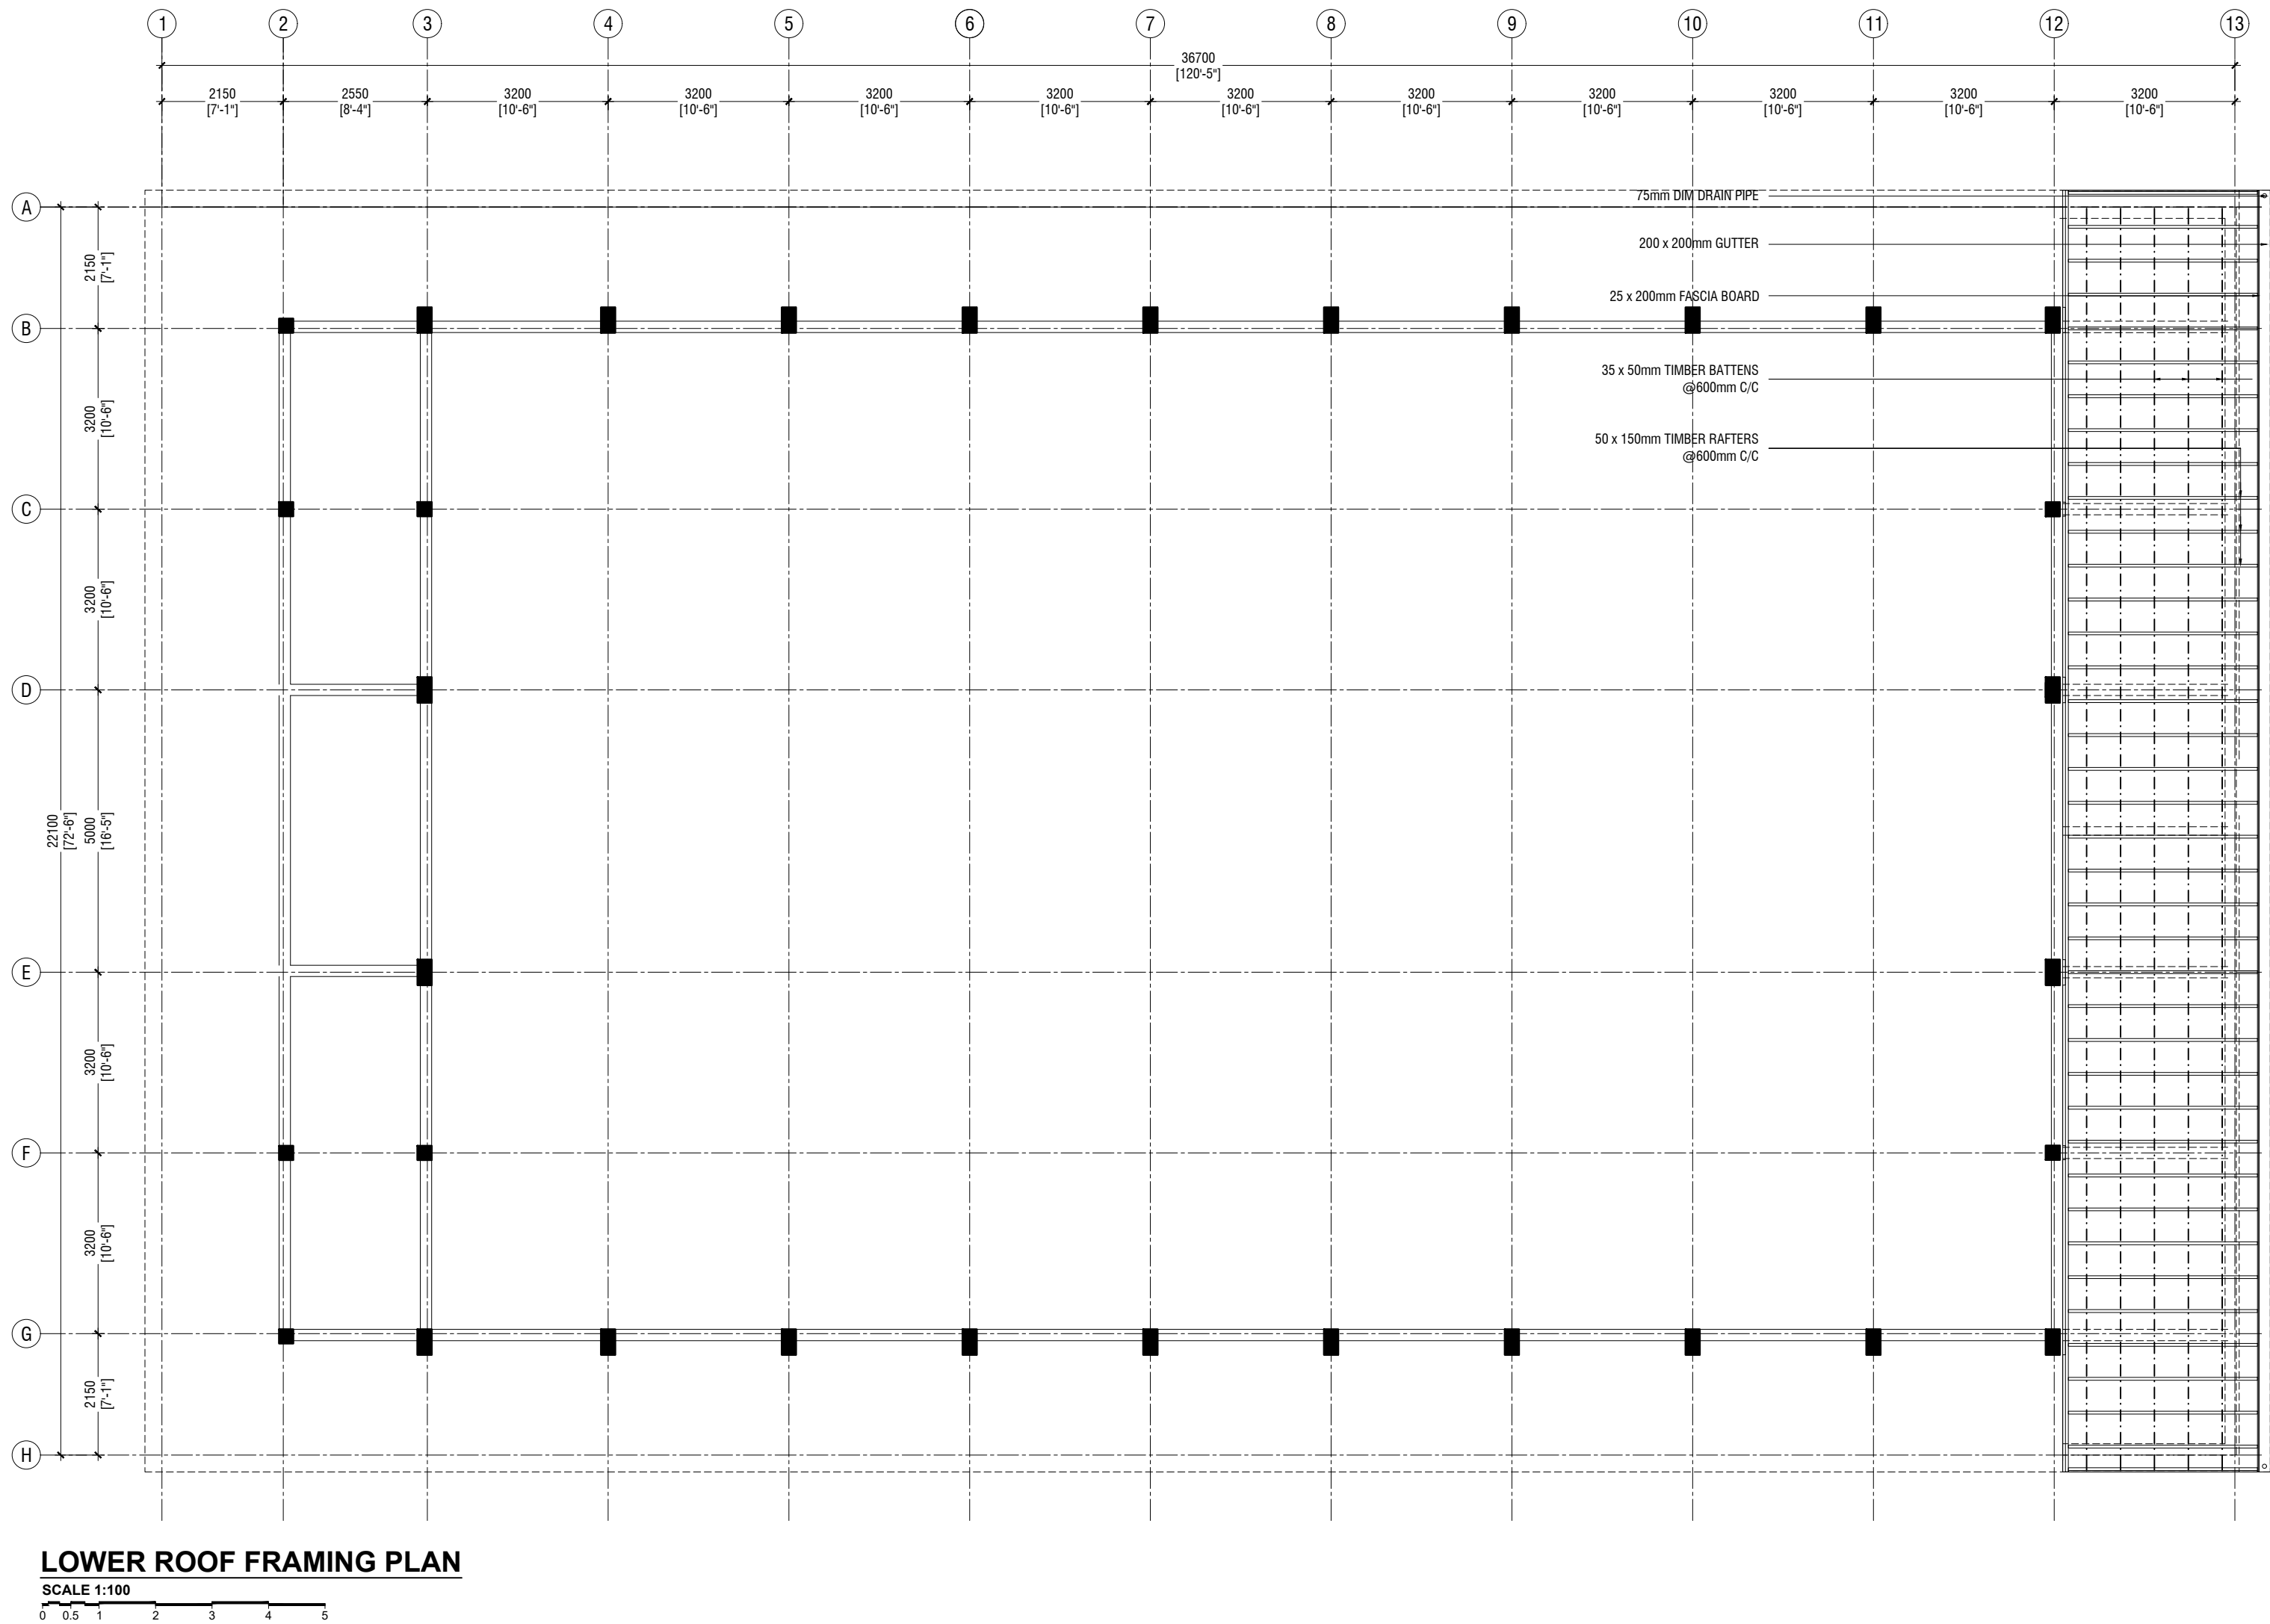 1 2 3 4 5 6 7 8 9 10 11 12 13
36700
[120'-5"]
2150 2550 3200 3200 3200 3200 3200 3200 3200 3200 3200 3200
[7'-1"] [8'-4"] [10'-6"] [10'-6"] [10'-6"] [10'-6"] [10'-6"] [10'-6"] [10'-6"] [10'-6"] [10'-6"] [10'-6"]
A
75mm DIM DRAIN PIPE
200 x 200mm GUTTER
2150
[7'-1"]
25 x 200mm FASCIA BOARD
B
35 x 50mm TIMBER BATTENS
@600mm C/C
3200
[10'-6"]
50 x 150mm TIMBER RAFTERS
@600mm C/C
C
3200
[10'-6"]
D
22100
[72'-6"]
5000
[16'-5"]
E
3200
[10'-6"]
F
3200
[10'-6"]
G
2150
[7'-1"]
H
LOWER ROOF FRAMING PLAN
SCALE 1:100
0 0.5 1 2 3 4 5